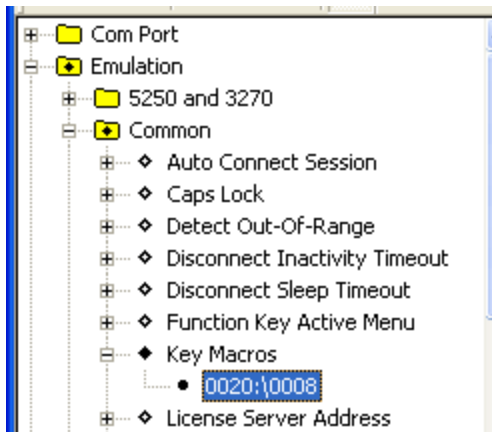 Com Port
Emulation
5250 and 3270
Common
Auto Connect Session
Caps Lock
Detect Out-Of-Range
Disconnect Inactivity Timeout
Disconnect Sleep Timeout
Function Key Active Menu
Key Macros
0020:\0008
License Server Address